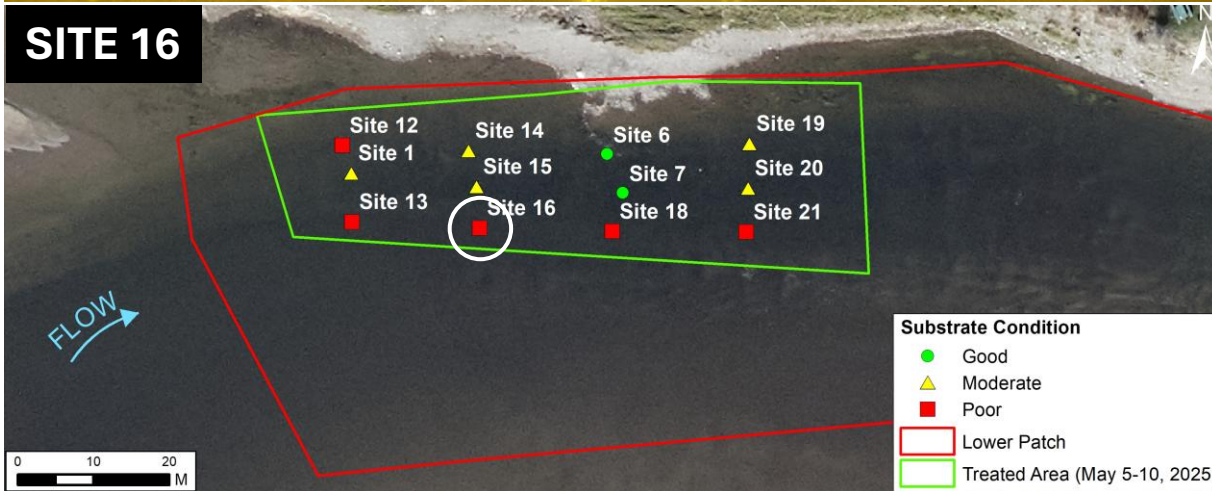 SITE 16
N
Site 12
Site 14
Site 6
Site 19
Site 1
Site 15
Site 7
Site 20
Site 13
Site 16
Site 18
Site 21
FLOW
Substrate Condition
Good
Moderate
Poor
Lower Patch
Treated Area (May 5-10, 2025
0 10 20
M